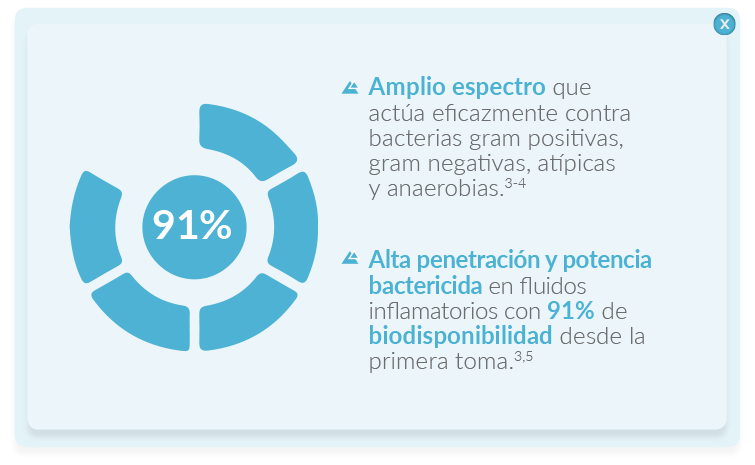 X
Amplio espectro que
actúa eficazmente contra
bacterias gram positivas,
gram negativas, atípicas
y anaerobias.3-4
91%
Alta penetración y potencia
bactericida en fluidos
inflamatorios con 91% de
biodisponibilidad desde la
primera toma.3,5